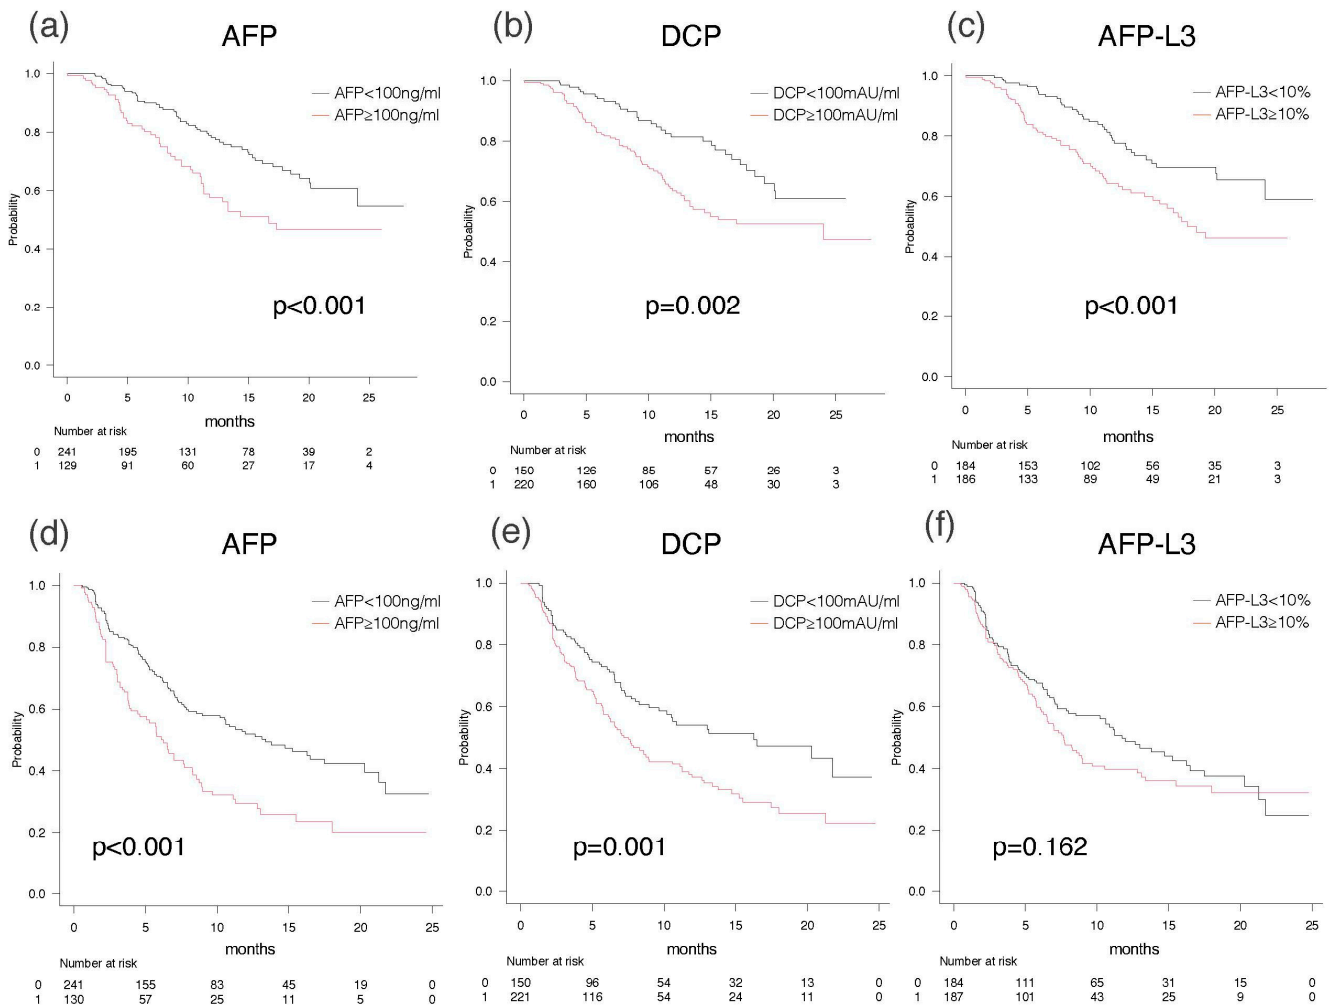 (a)
AFP
1.0
0.8
0.6
0.4
0.2
0.0
Probability
AFP<100ng/ml
AFP≥100ng/ml
p<0.001
0 5 10 15 20 25
months
Number at risk
0 241 195 131 78 39 2
1 129 91 60 27 17 4
(b)
DCP
1.0
0.8
0.6
0.4
0.2
0.0
Probability
DCP<100mAU/ml
DCP≥100mAU/ml
p=0.002
0 5 10 15 20 25
months
Number at risk
0 150 126 85 57 26 3
1 220 160 106 48 30 3
(c)
AFP-L3
1.0
0.8
0.6
0.4
0.2
0.0
Probability
AFP-L3<10%
AFP-L3≥10%
p<0.001
0 5 10 15 20 25
months
Number at risk
0 184 153 102 56 35 3
1 186 133 89 49 21 3
(d)
AFP
1.0
0.8
0.6
0.4
0.2
0.0
Probability
AFP<100ng/ml
AFP≥100ng/ml
p<0.001
0 5 10 15 20 25
months
Number at risk
0 241 155 83 45 19 0
1 130 57 25 11 5 0
(e)
DCP
1.0
0.8
0.6
0.4
0.2
0.0
Probability
DCP<100mAU/ml
DCP≥100mAU/ml
p=0.001
0 5 10 15 20 25
months
Number at risk
0 150 96 54 32 13 0
1 221 116 54 24 11 0
(f)
AFP-L3
1.0
0.8
0.6
0.4
0.2
0.0
Probability
AFP-L3<10%
AFP-L3≥10%
p=0.162
0 5 10 15 20 25
months
Number at risk
0 184 111 65 31 15 0
1 187 101 43 25 9 0